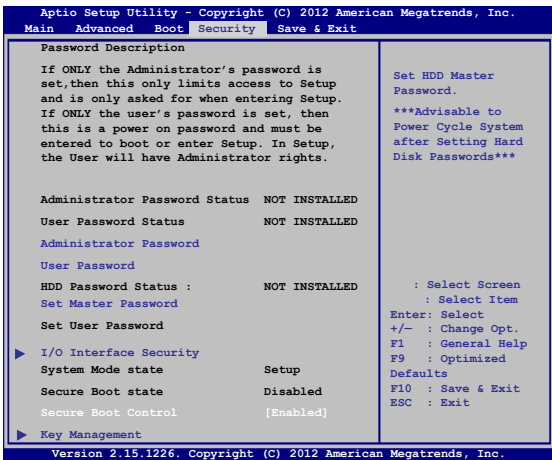 Aptio Setup Utility - Copyright (C) 2012 American Megatrends, Inc.
Main Advanced Boot Security Save & Exit
Password Description
If ONLY the Administrator's password is
set,then this only limits access to Setup
and is only asked for when entering Setup.
If ONLY the user's password is set, then
this is a power on password and must be
entered to boot or enter Setup. In Setup,
the User will have Administrator rights.
Administrator Password Status NOT INSTALLED
User Password Status NOT INSTALLED
Administrator Password
User Password
HDD Password Status : NOT INSTALLED
Set Master Password
Set User Password
I/O Interface Security
System Mode state Setup
Secure Boot state Disabled
Secure Boot Control [Enabled]
Key Management
Set HDD Master
Password.
***Advisable to
Power Cycle System
after Setting Hard
Disk Passwords***
: Select Screen
: Select Item
Enter: Select
+/— : Change Opt.
F1 : General Help
F9 : Optimized
Defaults
F10 : Save & Exit
ESC : Exit
Version 2.15.1226. Copyright (C) 2012 American Megatrends, Inc.